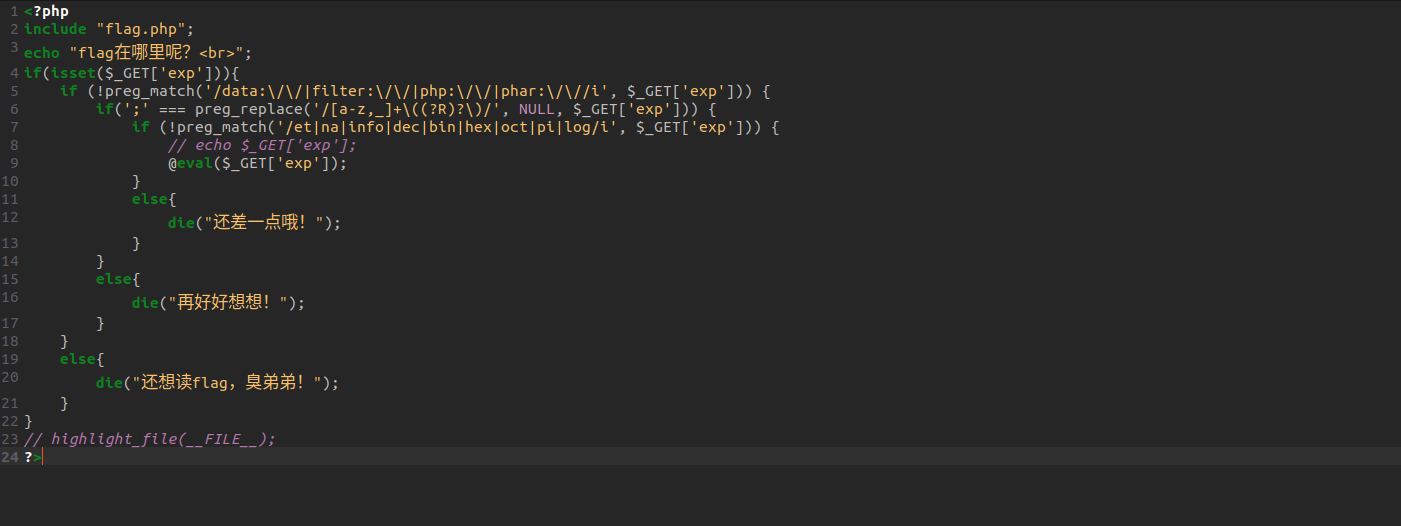 1 <?php
2 include "flag.php";
3 echo "flag在哪里呢？<br>";
4 if(isset($_GET['exp'])){
5     if (!preg_match('/data:\/\/|filter:\/\/|php:\/\/|phar:\/\//i', $_GET['exp'])) {
6         if(';' === preg_replace('/[a-z,_]+\((?R)?\)/', NULL, $_GET['exp'])) {
7             if (!preg_match('/et|na|info|dec|bin|hex|oct|pi|log/i', $_GET['exp'])) {
8                 // echo $_GET['exp'];
9                 @eval($_GET['exp']);
10             }
11             else{
12                 die("还差一点哦！");
13             }
14         }
15         else{
16             die("再好好想想！");
17         }
18     }
19     else{
20         die("还想读flag，臭弟弟！");
21     }
22 }
23 // highlight_file(__FILE__);
24 ?>